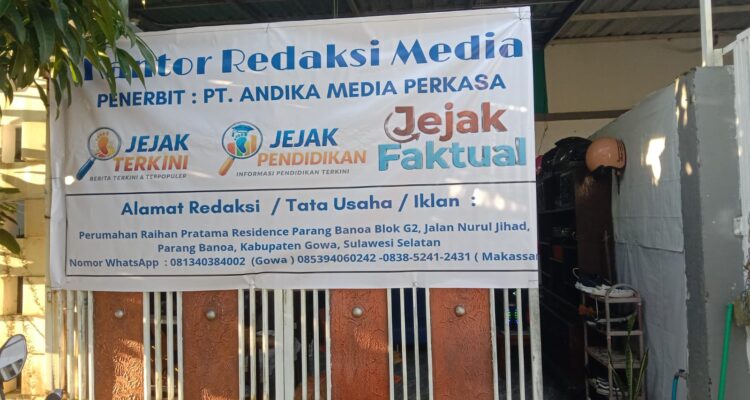 Kantor Redaksi Media
PENERBIT : PT. ANDIKA MEDIA PERKASA
JEJAK
TERKINI
BERITA TERKINI & TERPOPULER
JEJAK
PENDIDIKAN
INFORMASI PENDIDIKAN TERKINI
Jejak
Faktual
Alamat Redaksi / Tata Usaha / Iklan :
Perumahan Raihan Pratama Residence Parang Banoa Blok G2, Jalan Nurul Jihad,
Parang Banoa, Kabupaten Gowa, Sulawesi Selatan
Nomor WhatsApp : 081340384002 (Gowa ) 085394060242 -0838-5241-2431 ( Makassar